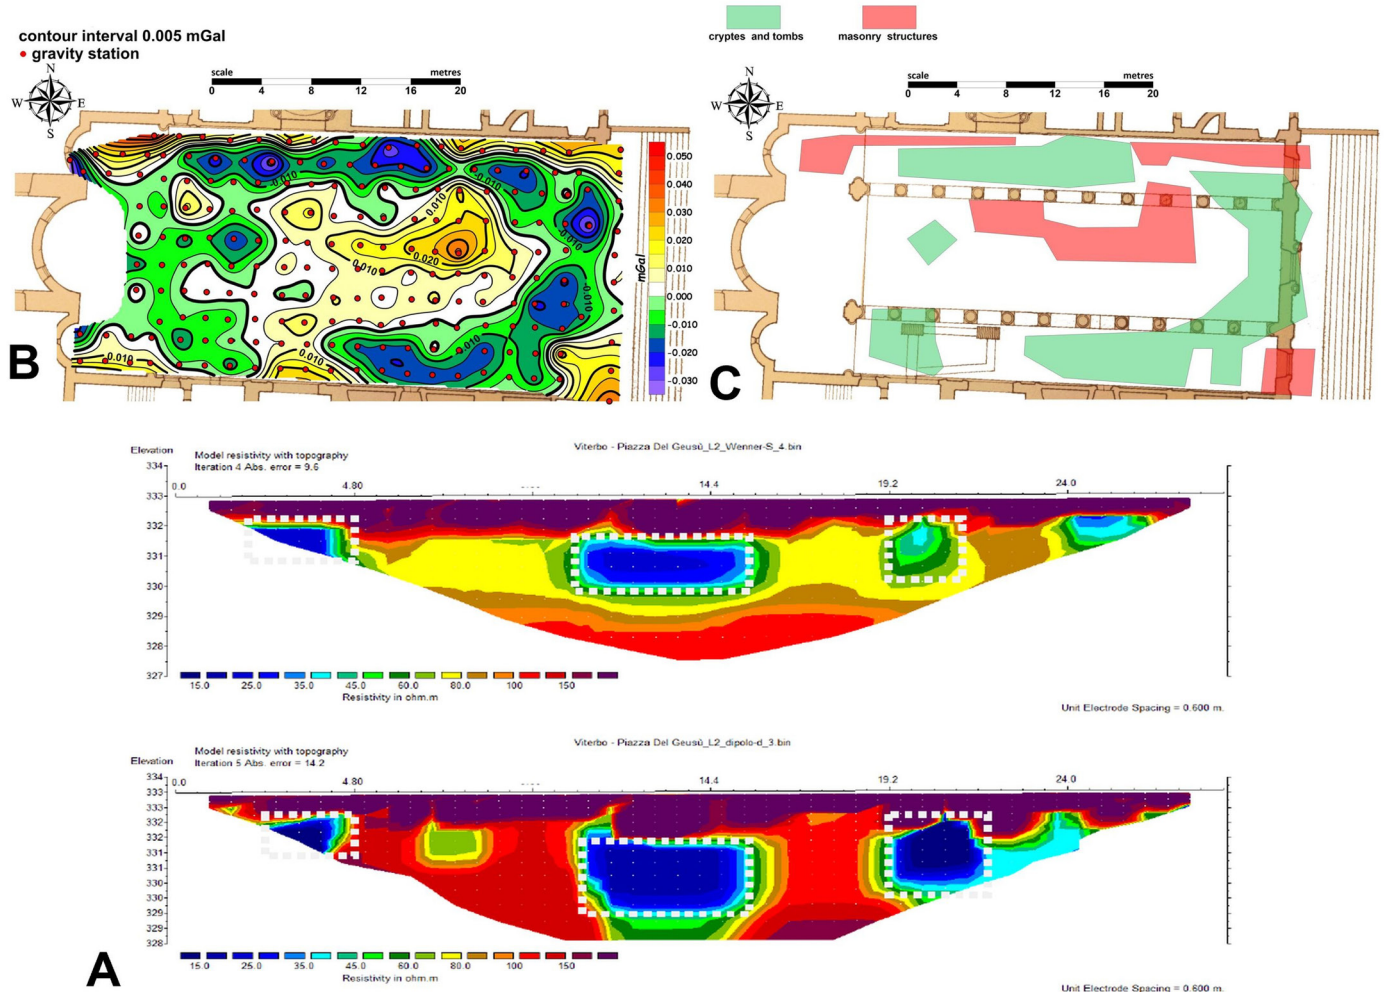 contour interval 0.005 mGal
gravity station
N
W E
S
scale metres
0 4 8 12 16 20
-0.010
-0.010
0.010
0.010
0.020
0.010
0.010
0.010
0.010
0.010
0.050
0.040
0.030
0.020
0.010
0.000
-0.010
-0.020
-0.030
mGal
B
cryptes and tombs masonry structures
N
W E
S
scale metres
0 4 8 12 16 20
C
Viterbo - Piazza Del Geusù_L2_Wenner-S_4.bin
Elevation
Model resistivity with topography
Iteration 4 Abs. error = 9.6
0.0 4.80 14.4 19.2 24.0
334
333
332
331
330
329
328
327
15.0 25.0 35.0 45.0 60.0 80.0 100 150
Resistivity in ohm.m
Unit Electrode Spacing = 0.600 m.
Viterbo - Piazza Del Geusù_L2_dipolo-d_3.bin
Elevation
Model resistivity with topography
Iteration 5 Abs. error = 14.2
0.0 4.80 14.4 19.2 24.0
334
333
332
331
330
329
328
15.0 25.0 35.0 45.0 60.0 80.0 100 150
Resistivity in ohm.m
Unit Electrode Spacing = 0.600 m.
A